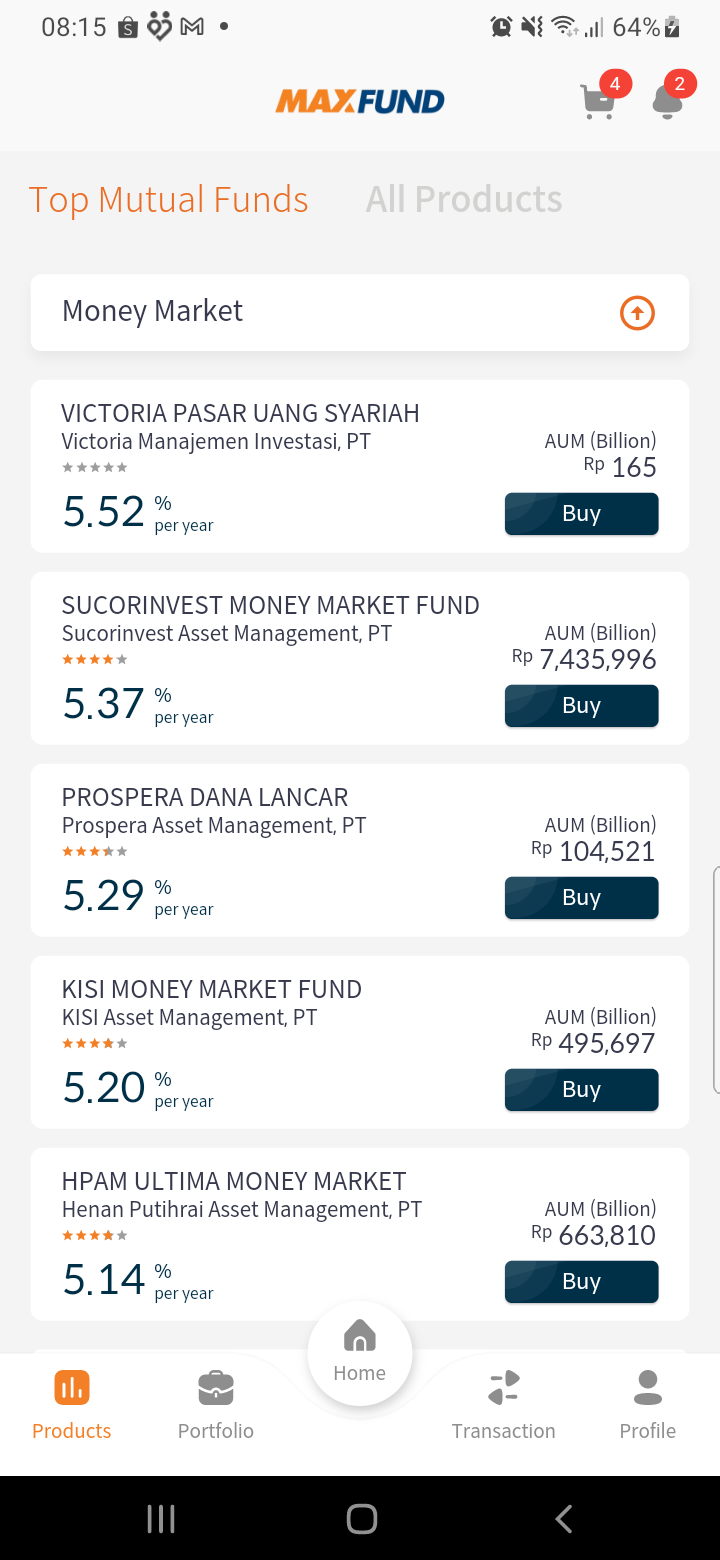 08:15
64%
MAXFUND
4
2
Top Mutual Funds
All Products
Money Market
VICTORIA PASAR UANG SYARIAH
Victoria Manajemen Investasi, PT
AUM (Billion)
Rp 165
5.52 % per year
Buy
SUCORINVEST MONEY MARKET FUND
Sucorinvest Asset Management, PT
AUM (Billion)
Rp 7,435,996
5.37 % per year
Buy
PROSPERA DANA LANCAR
Prospera Asset Management, PT
AUM (Billion)
Rp 104,521
5.29 % per year
Buy
KISI MONEY MARKET FUND
KISI Asset Management, PT
AUM (Billion)
Rp 495,697
5.20 % per year
Buy
HPAM ULTIMA MONEY MARKET
Henan Putihrai Asset Management, PT
AUM (Billion)
Rp 663,810
5.14 % per year
Buy
Products
Portfolio
Home
Transaction
Profile